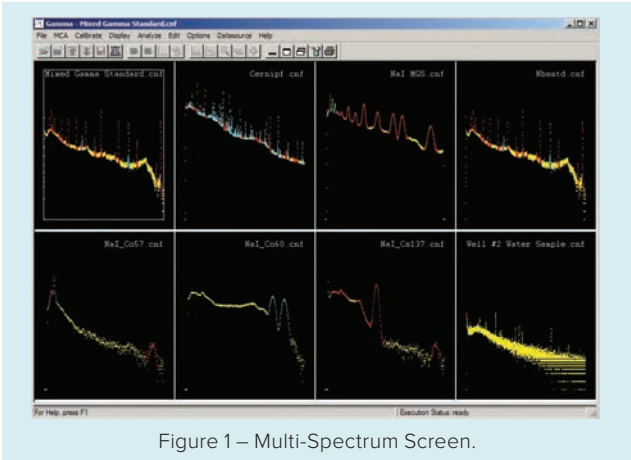 Gamma - Mixed Gamma Standard.cnf
File MCA Calibrate Display Analyze Edit Options Datasource Help
Mixed Gamma Standard.cnf
Cernipf.cnf
NaI MGS.cnf
Nbsstd.cnf
NaI_Co57.cnf
NaI_Co60.cnf
NaI_Cs137.cnf
Well #2 Water Sample.cnf
For Help, press F1
Execution Status: ready
Figure 1 – Multi-Spectrum Screen.